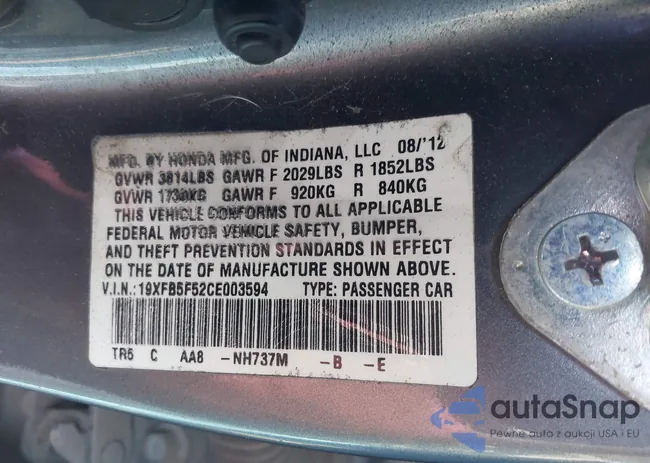 MFD. BY HONDA MFG. OF INDIANA, LLC 08/'12
GVWR 3814LBS GAWR F 2029LBS R 1852LBS
GVWR 1730KG GAWR F 920KG R 840KG
THIS VEHICLE CONFORMS TO ALL APPLICABLE
FEDERAL MOTOR VEHICLE SAFETY, BUMPER,
AND THEFT PREVENTION STANDARDS IN EFFECT
ON THE DATE OF MANUFACTURE SHOWN ABOVE.
V.I.N.:19XFB5F52CE003594 TYPE: PASSENGER CAR
TR5 C AA8 -NH737M -B -E
autaSnap
Pewne auta z aukcji USA i EU